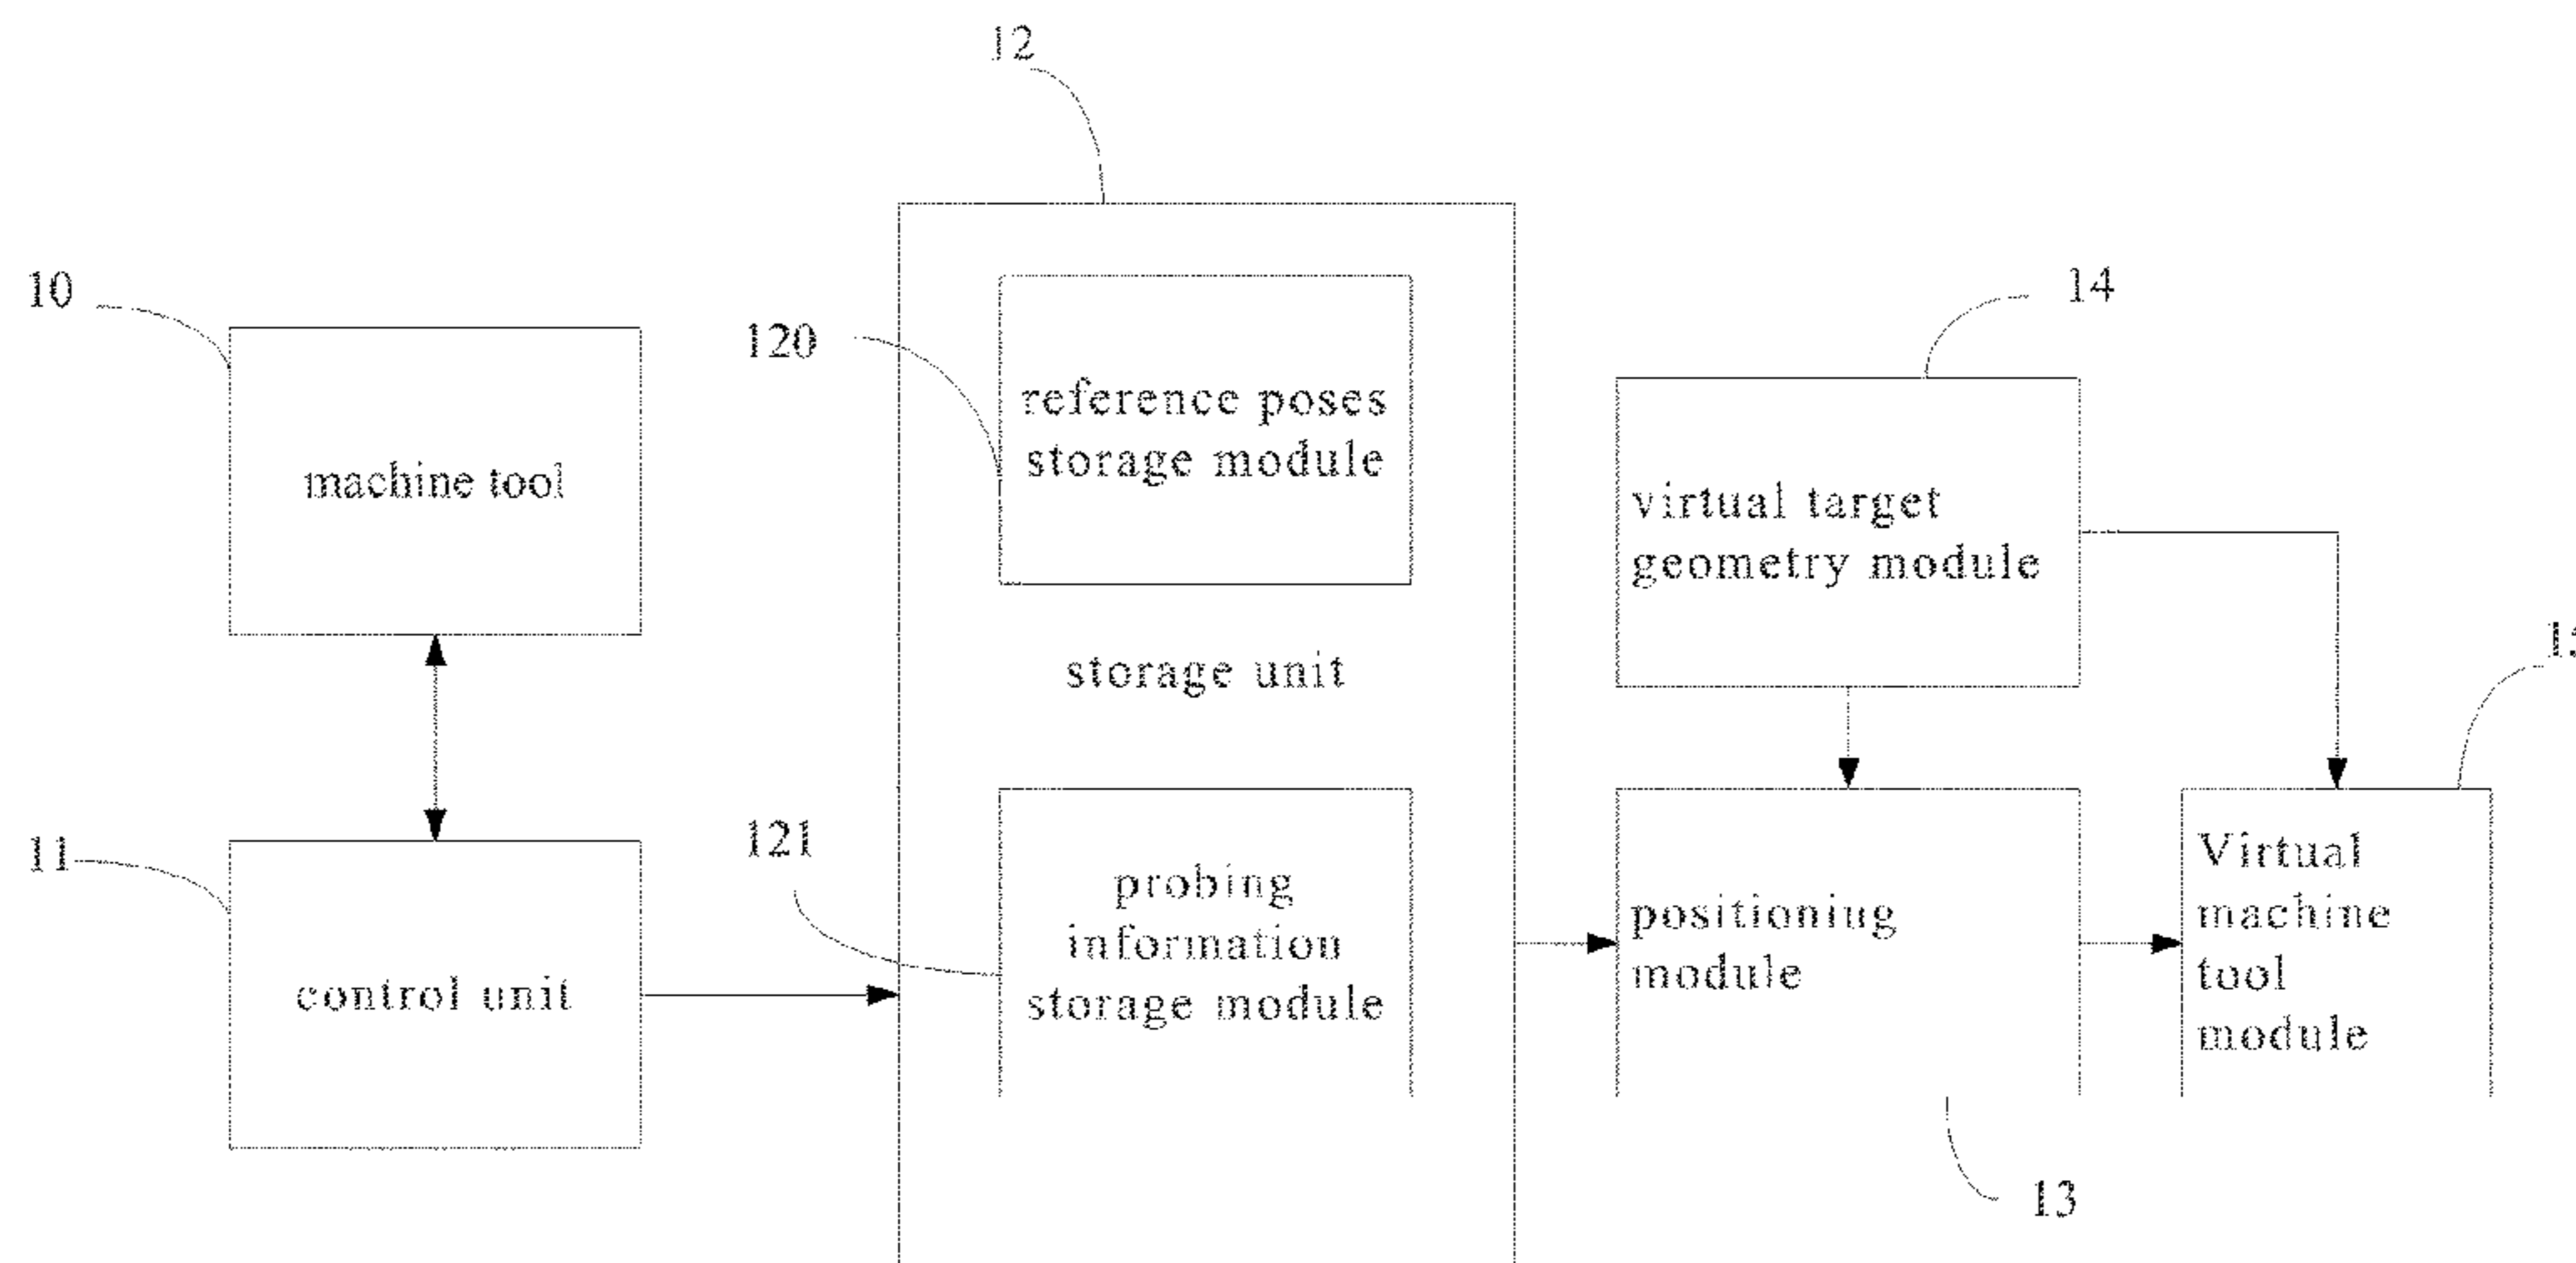 12
10
14
120
reference poses
storage module
machine tool
virtual target
geometry module
storage unit
11
121
probing
information
storage module
control unit
positioning
module
Virtual
machine
tool
module
13